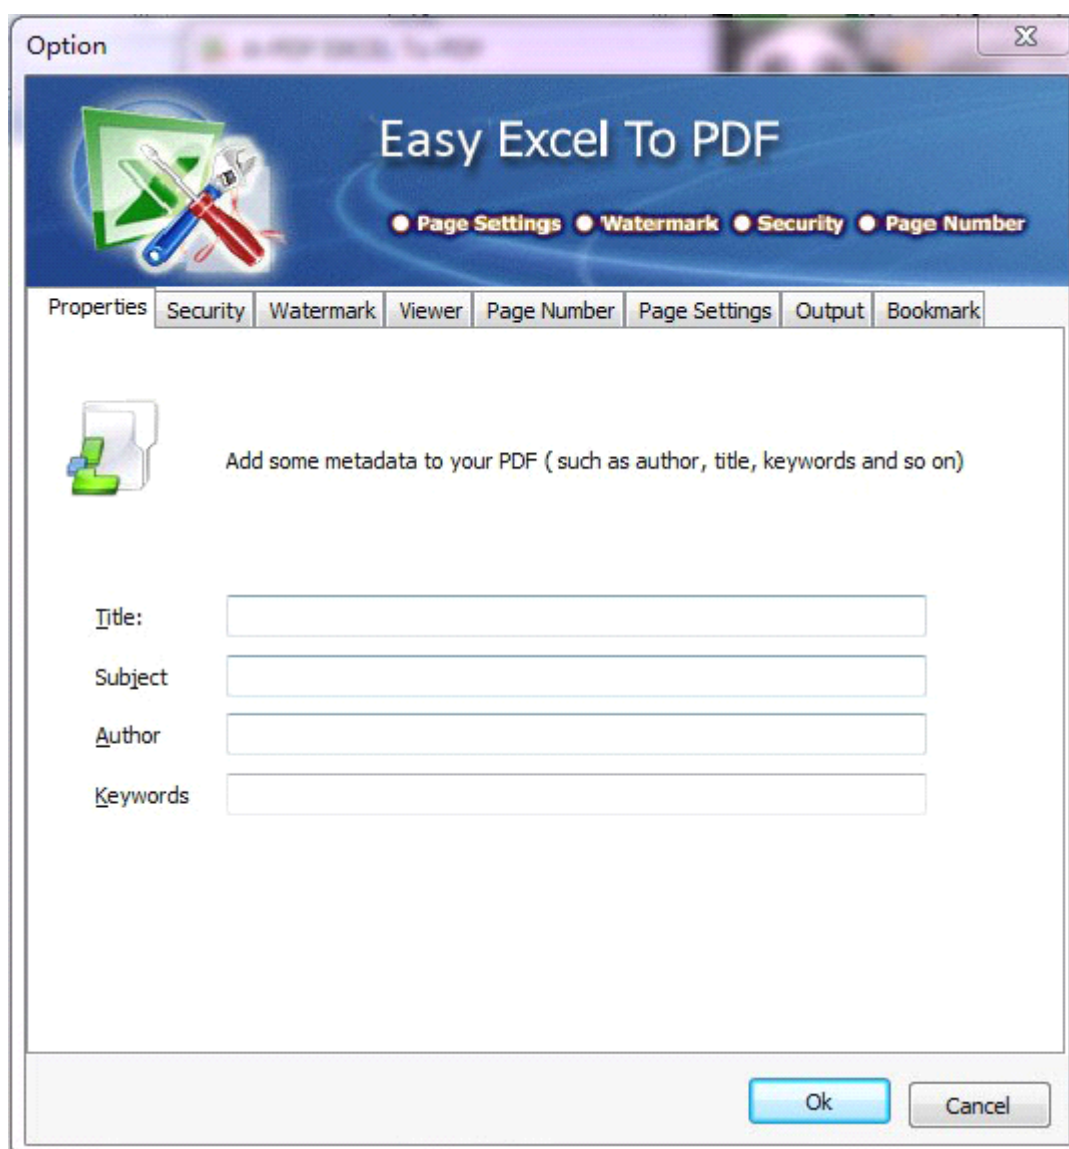 Option
Easy Excel To PDF
Page Settings Watermark Security Page Number
Properties Security Watermark Viewer Page Number Page Settings Output Bookmark
Add some metadata to your PDF ( such as author, title, keywords and so on)
Title:
Subject
Author
Keywords
Ok Cancel